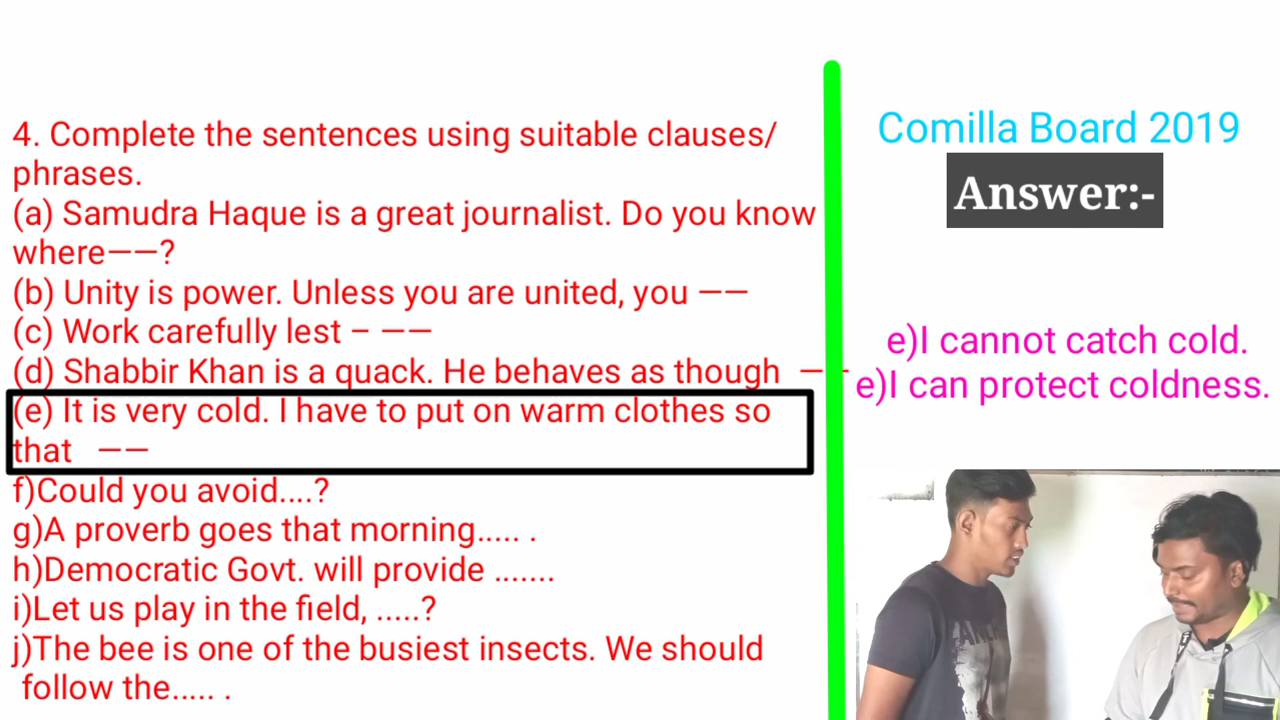 4. Complete the sentences using suitable clauses/
phrases.
(a) Samudra Haque is a great journalist. Do you know
where——?
(b) Unity is power. Unless you are united, you ——
(c) Work carefully lest – ——
(d) Shabbir Khan is a quack. He behaves as though ——
(e) It is very cold. I have to put on warm clothes so
that ——
f)Could you avoid....?
g)A proverb goes that morning..... .
h)Democratic Govt. will provide .......
i)Let us play in the field, .....?
j)The bee is one of the busiest insects. We should
follow the..... .
Comilla Board 2019
Answer:-
e)I cannot catch cold.
e)I can protect coldness.